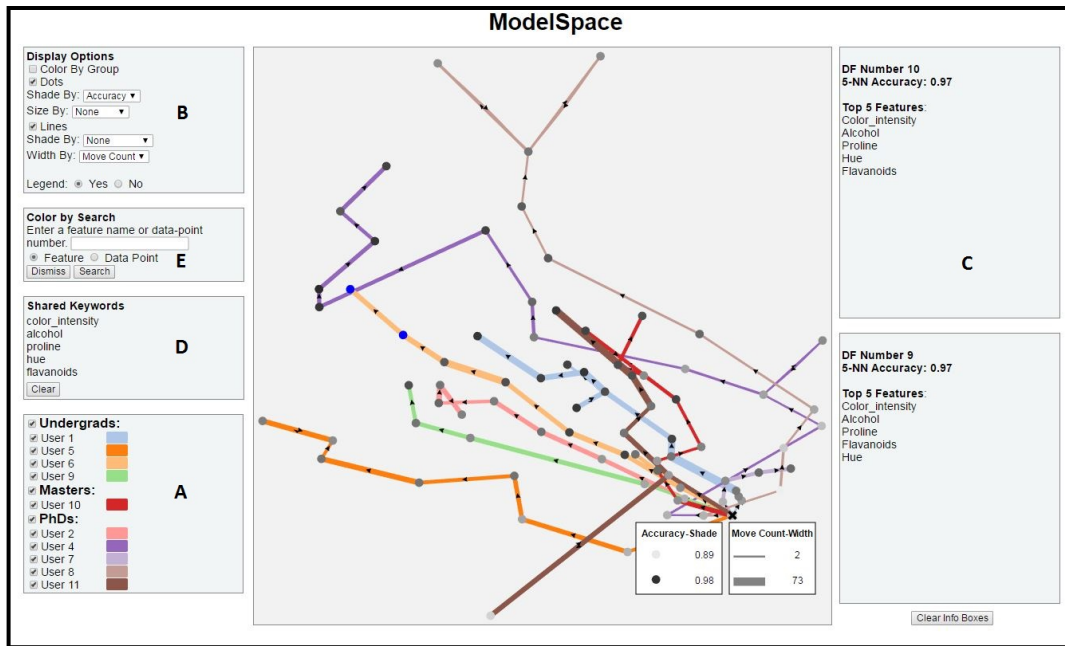 ModelSpace
Display Options
Color By Group
Dots
Shade By: Accuracy
Size By: None
B
Lines
Shade By: None
Width By: Move Count
Legend: Yes No
Color by Search
Enter a feature name or data-point
number.
Feature Data Point
E
Dismiss Search
Shared Keywords
color_intensity
alcohol
proline
D
hue
flavanoids
Clear
Undergrads:
User 1
User 5
User 6
User 9
Masters:
A
User 10
PhDs:
User 2
User 4
User 7
User 8
User 11
Accuracy-Shade
0.89
0.98
Move Count-Width
2
73
DF Number 10
5-NN Accuracy: 0.97
Top 5 Features:
Color_intensity
Alcohol
Proline
Hue
Flavanoids
C
DF Number 9
5-NN Accuracy: 0.97
Top 5 Features:
Color_intensity
Alcohol
Proline
Flavanoids
Hue
Clear Info Boxes